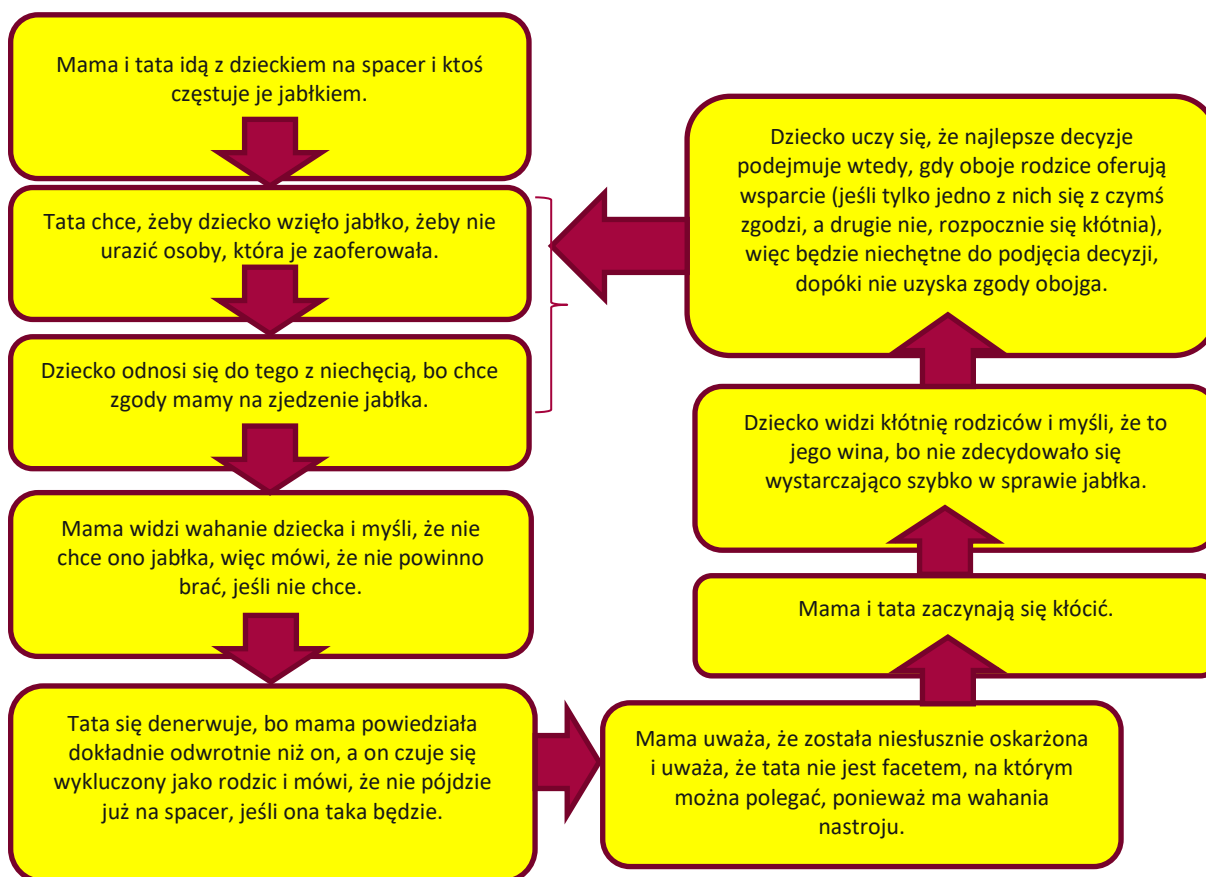 Mama i tata idą z dzieckiem na spacer i ktoś
częstuje je jabłkiem.
Tata chce, żeby dziecko wzięło jabłko, żeby nie
urazić osoby, która je zaoferowała.
Dziecko odnosi się do tego z niechęcią, bo chce
zgody mamy na zjedzenie jabłka.
Mama widzi wahanie dziecka i myśli, że nie
chce ono jabłka, więc mówi, że nie powinno
brać, jeśli nie chce.
Tata się denerwuje, bo mama powiedziała
dokładnie odwrotnie niż on, a on czuje się
wykluczony jako rodzic i mówi, że nie pójdzie
już na spacer, jeśli ona taka będzie.
Mama uważa, że została niesłusznie oskarżona
i uważa, że tata nie jest facetem, na którym
można polegać, ponieważ ma wahania
nastroju.
Mama i tata zaczynają się kłócić.
Dziecko widzi kłótnię rodziców i myśli, że to
jego wina, bo nie zdecydowało się
wystarczająco szybko w sprawie jabłka.
Dziecko uczy się, że najlepsze decyzje
podejmuje wtedy, gdy oboje rodzice oferują
wsparcie (jeśli tylko jedno z nich się z czymś
zgodzi, a drugie nie, rozpocznie się kłótnia),
więc będzie niechętne do podjęcia decyzji,
dopóki nie uzyska zgody obojga.